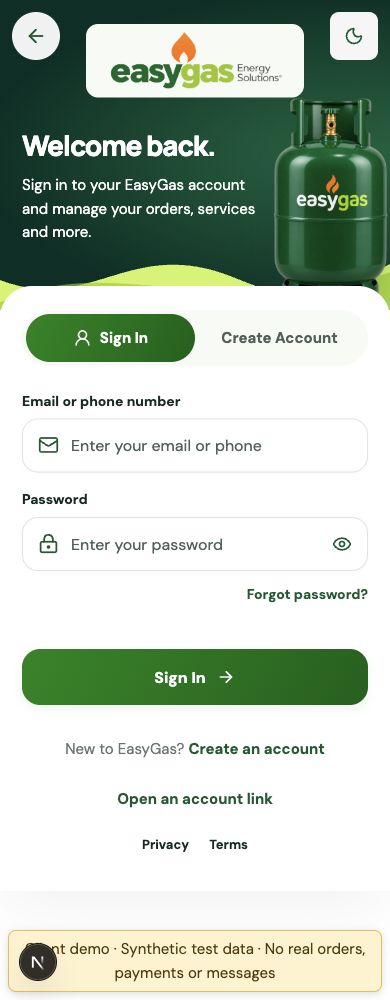 easygas Energy
Solutions
Welcome back.
Sign in to your EasyGas account
and manage your orders, services
and more.
easygas
Sign In
Create Account
Email or phone number
Enter your email or phone
Password
Enter your password
Forgot password?
Sign In
New to EasyGas? Create an account
Open an account link
Privacy Terms
N
demo · Synthetic test data · No real orders,
payments or messages